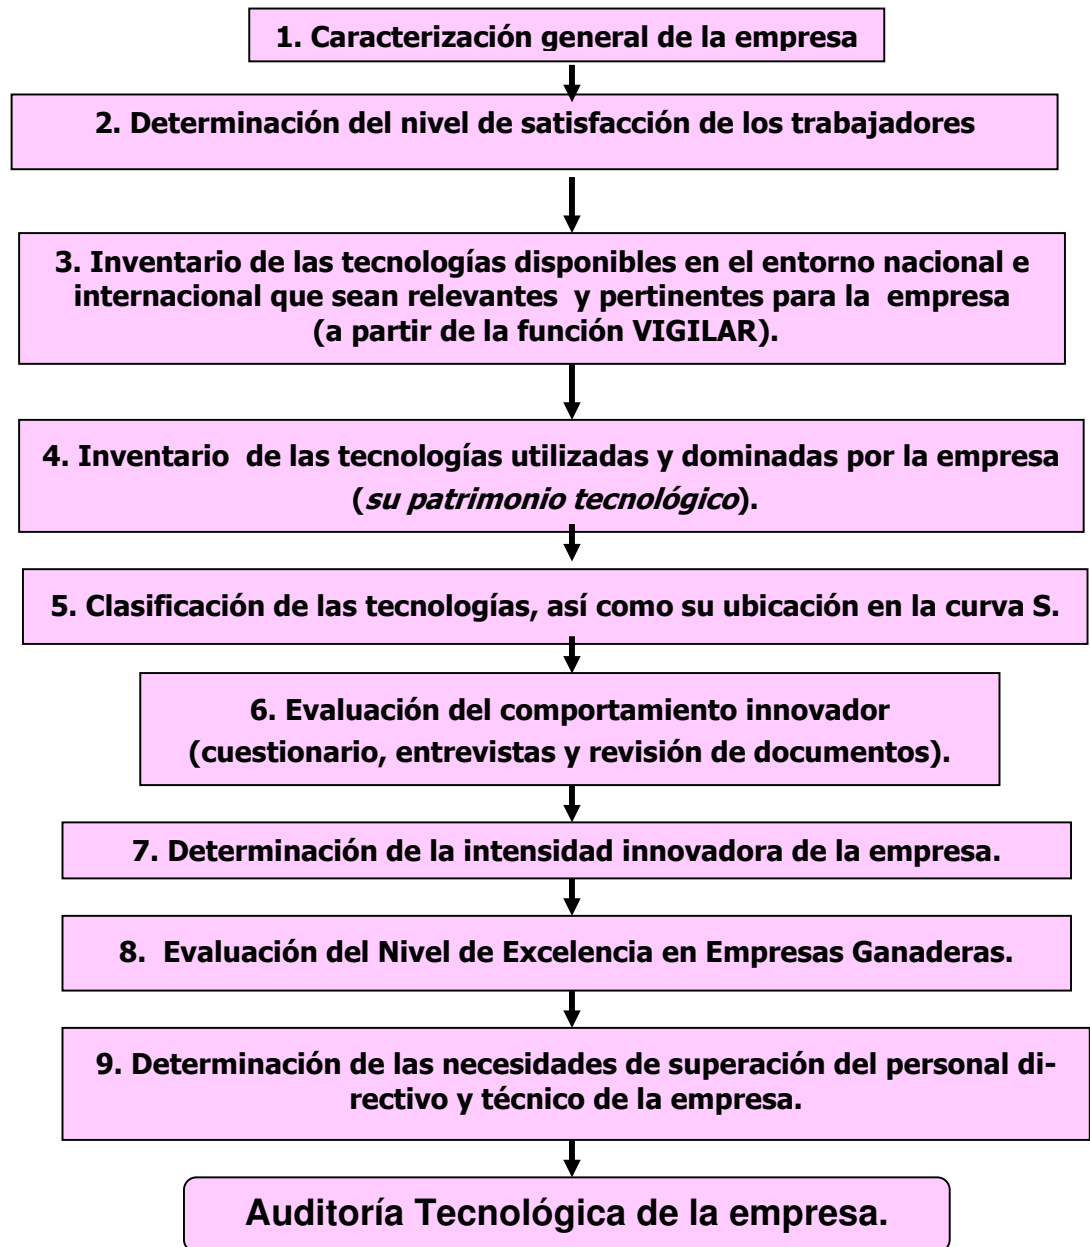 1. Caracterización general de la empresa
2. Determinación del nivel de satisfacción de los trabajadores
3. Inventario de las tecnologías disponibles en el entorno nacional e
internacional que sean relevantes y pertinentes para la empresa
(a partir de la función VIGILAR).
4. Inventario de las tecnologías utilizadas y dominadas por la empresa
(su patrimonio tecnológico).
5. Clasificación de las tecnologías, así como su ubicación en la curva S.
6. Evaluación del comportamiento innovador
(cuestionario, entrevistas y revisión de documentos).
7. Determinación de la intensidad innovadora de la empresa.
8. Evaluación del Nivel de Excelencia en Empresas Ganaderas.
9. Determinación de las necesidades de superación del personal di-
rectivo y técnico de la empresa.
Auditoría Tecnológica de la empresa.